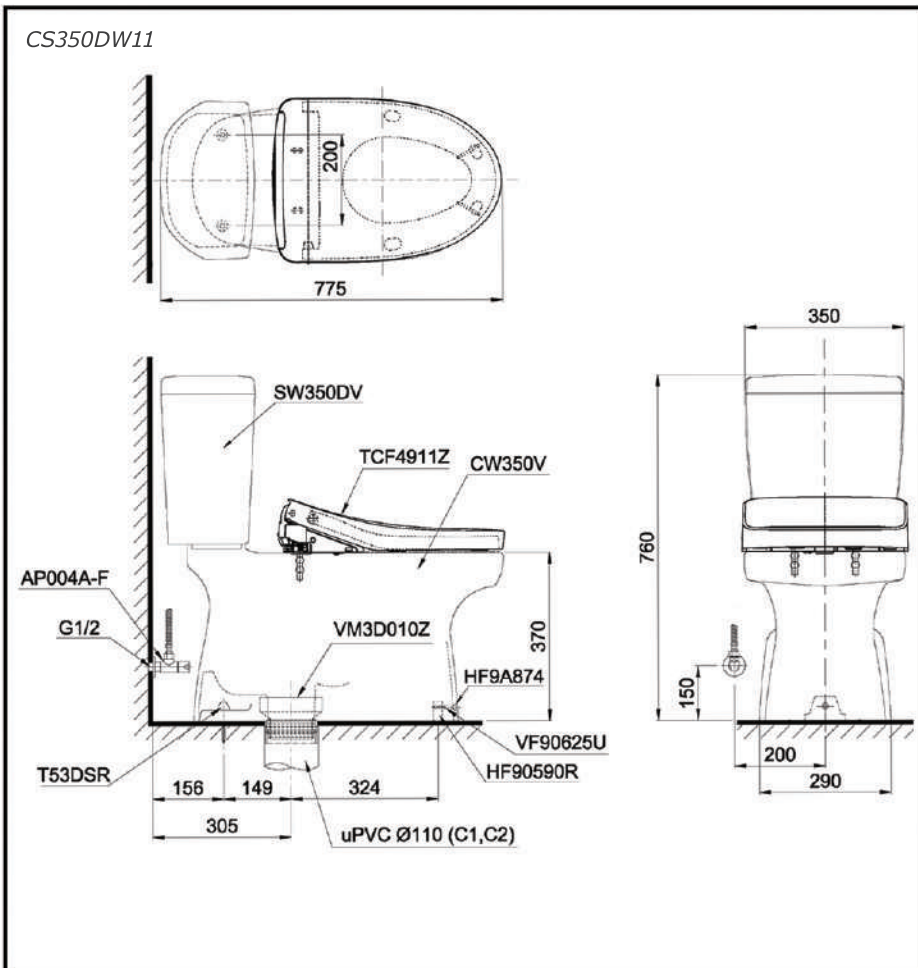 CS350DW11
200
775
350
SW350DV
TCF4911Z
CW350V
760
AP004A-F
G1/2
VM3D010Z
370
HF9A874
150
VF90625U
T53DSR
HF90590R
156
149
324
200
290
305
uPVC Ø110 (C1,C2)